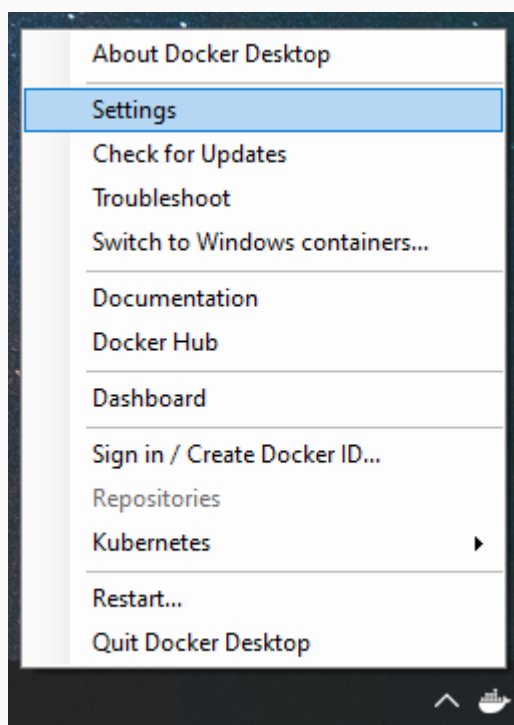 About Docker Desktop
Settings
Check for Updates
Troubleshoot
Switch to Windows containers...
Documentation
Docker Hub
Dashboard
Sign in / Create Docker ID...
Repositories
Kubernetes
Restart...
Quit Docker Desktop